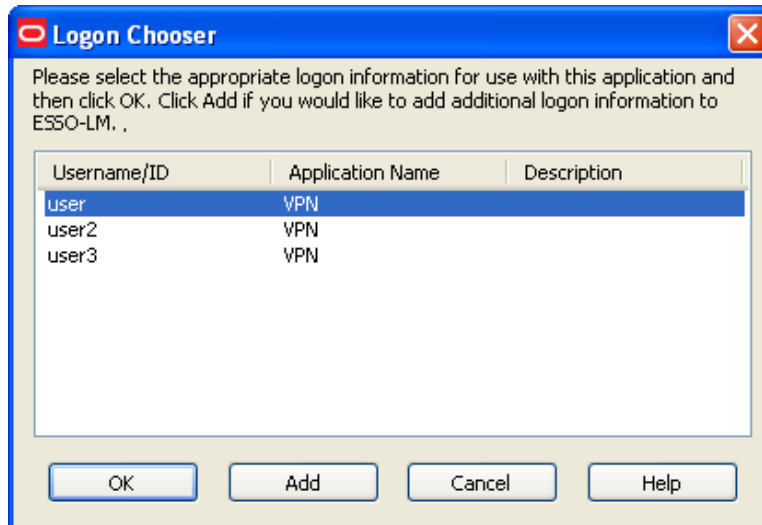 Logon Chooser
Please select the appropriate logon information for use with this application and
then click OK. Click Add if you would like to add additional logon information to
ESSO-LM. ,
Username/ID Application Name Description
user VPN
user2 VPN
user3 VPN
OK Add Cancel Help